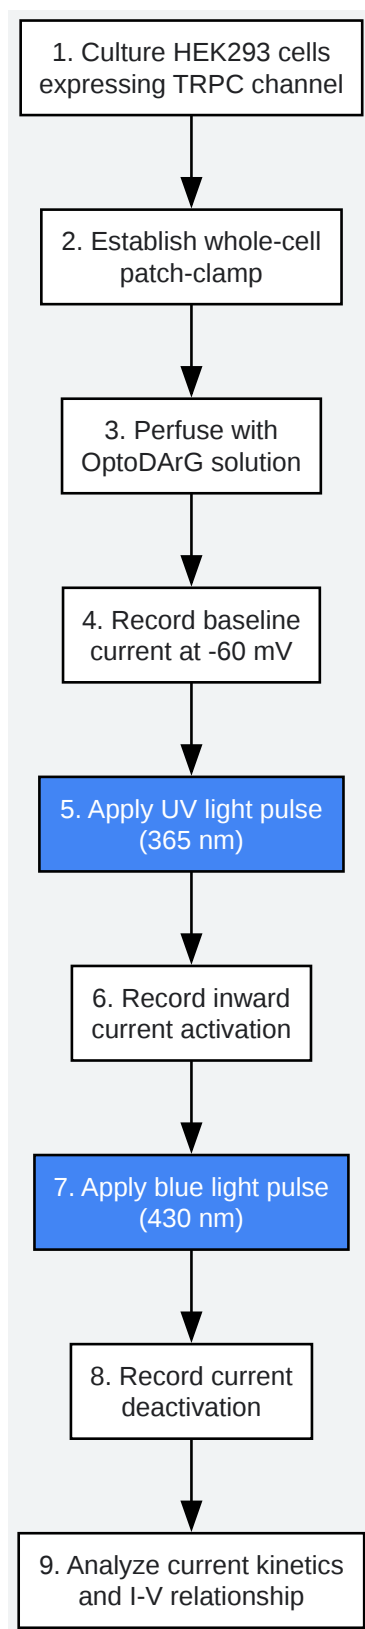 1. Culture HEK293 cells
expressing TRPC channel
2. Establish whole-cell
patch-clamp
3. Perfuse with
OptoDArG solution
4. Record baseline
current at -60 mV
5. Apply UV light pulse
(365 nm)
6. Record inward
current activation
7. Apply blue light pulse
(430 nm)
8. Record current
deactivation
9. Analyze current kinetics
and I-V relationship